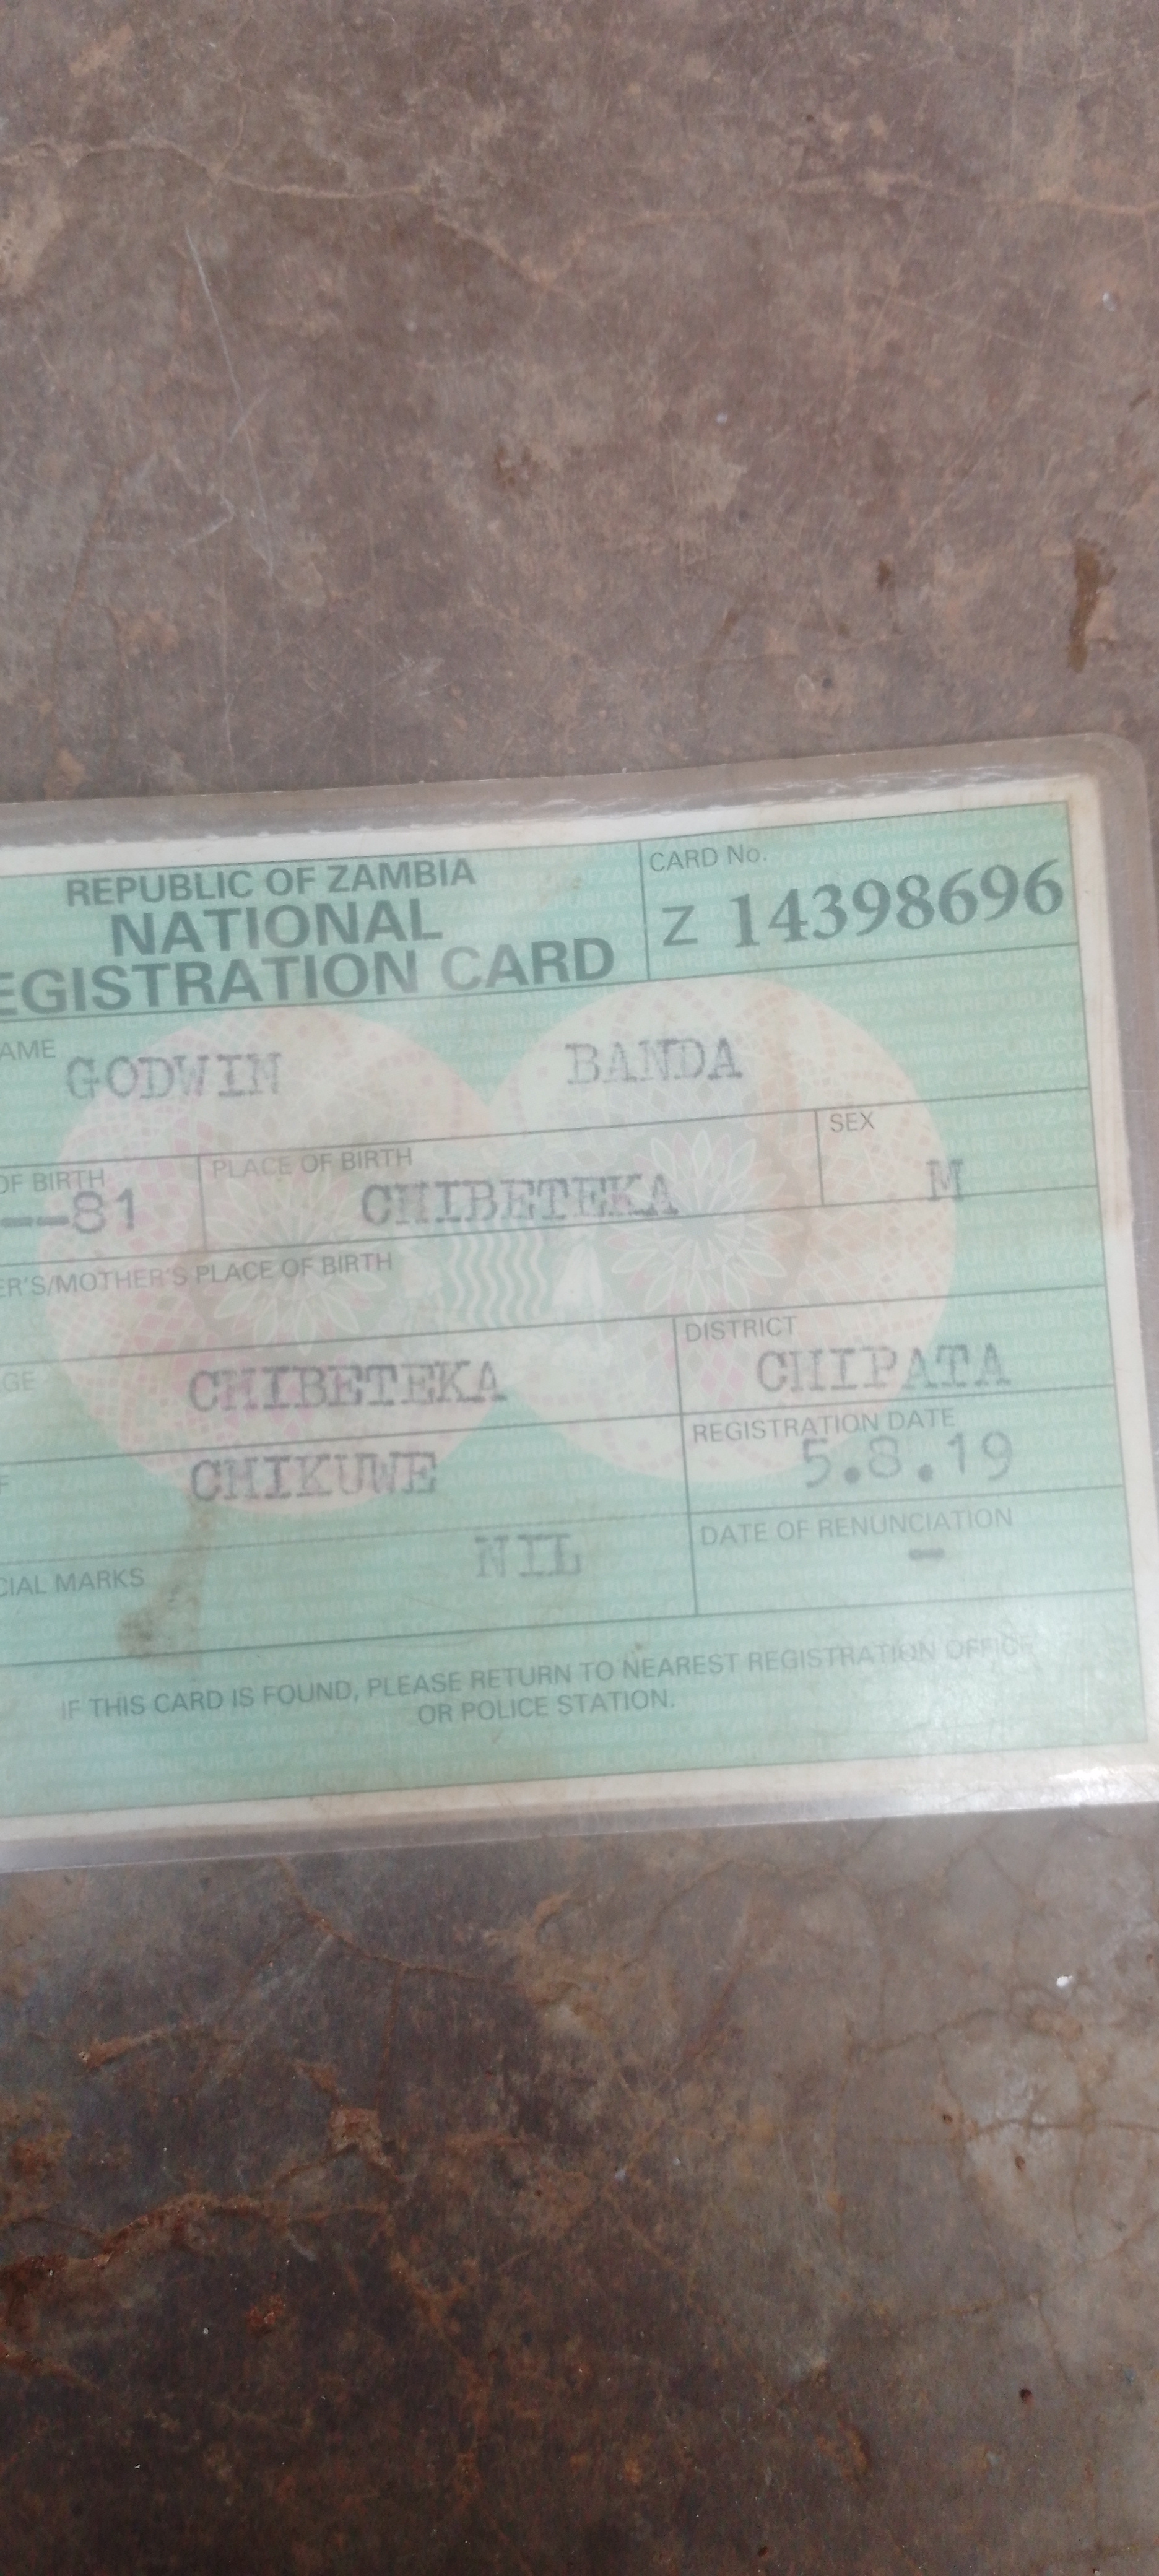 REPUBLIC OF ZAMBIA
NATIONAL
EGISTRATION CARD
CARD No.
Z 14398696
AME
GODWIN BANDA
OF BIRTH
--81
PLACE OF BIRTH
CHIBETEKA
SEX
M
ER'S/MOTHER'S PLACE OF BIRTH
GE
CHIBETEKA
DISTRICT
CHIPATA
F
CHIKUWE
REGISTRATION DATE
5.8.19
CIAL MARKS
NIL
DATE OF RENUNCIATION
-
IF THIS CARD IS FOUND, PLEASE RETURN TO NEAREST REGISTRATION OFFICE
OR POLICE STATION.